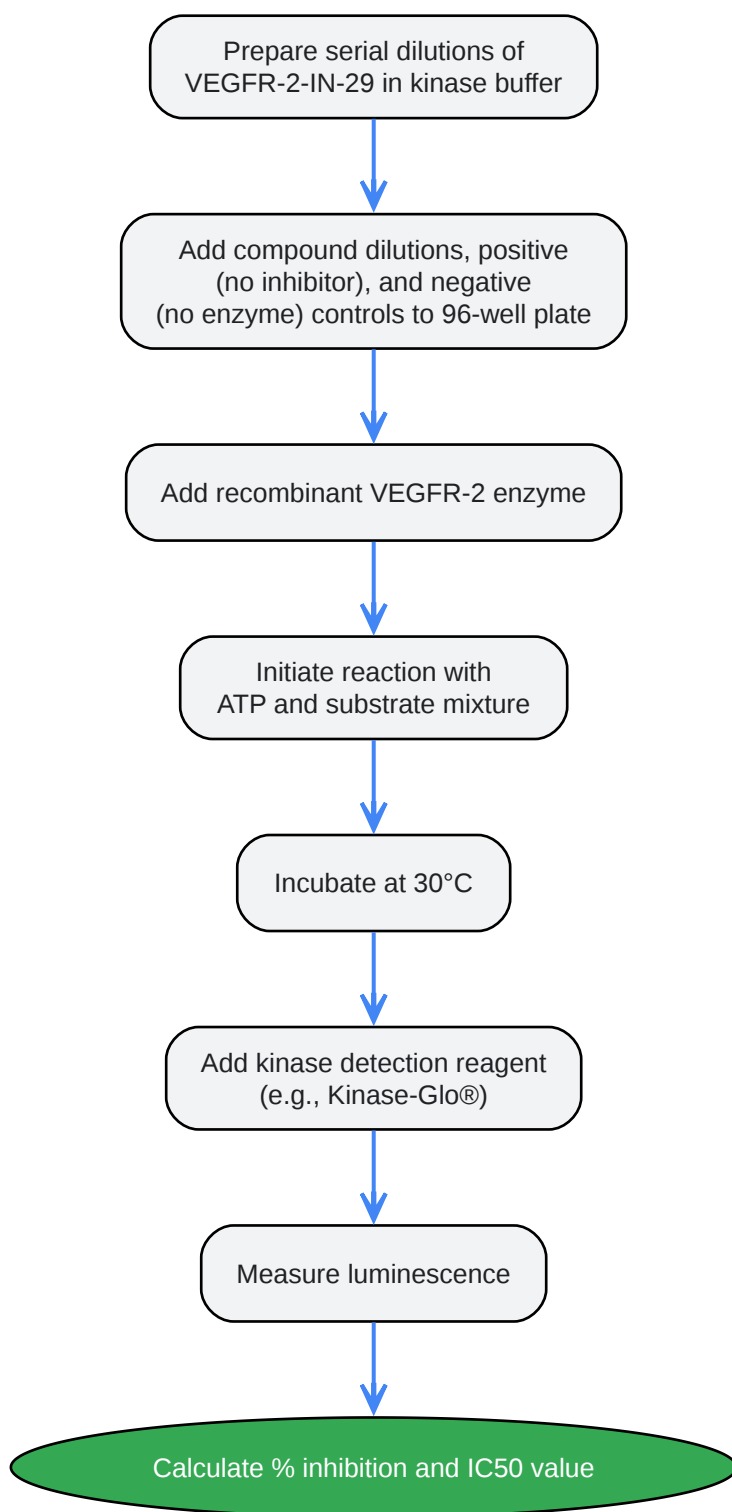 Prepare serial dilutions of
VEGFR-2-IN-29 in kinase buffer
Add compound dilutions, positive
(no inhibitor), and negative
(no enzyme) controls to 96-well plate
Add recombinant VEGFR-2 enzyme
Initiate reaction with
ATP and substrate mixture
Incubate at 30°C
Add kinase detection reagent
(e.g., Kinase-Glo®)
Measure luminescence
Calculate % inhibition and IC50 value